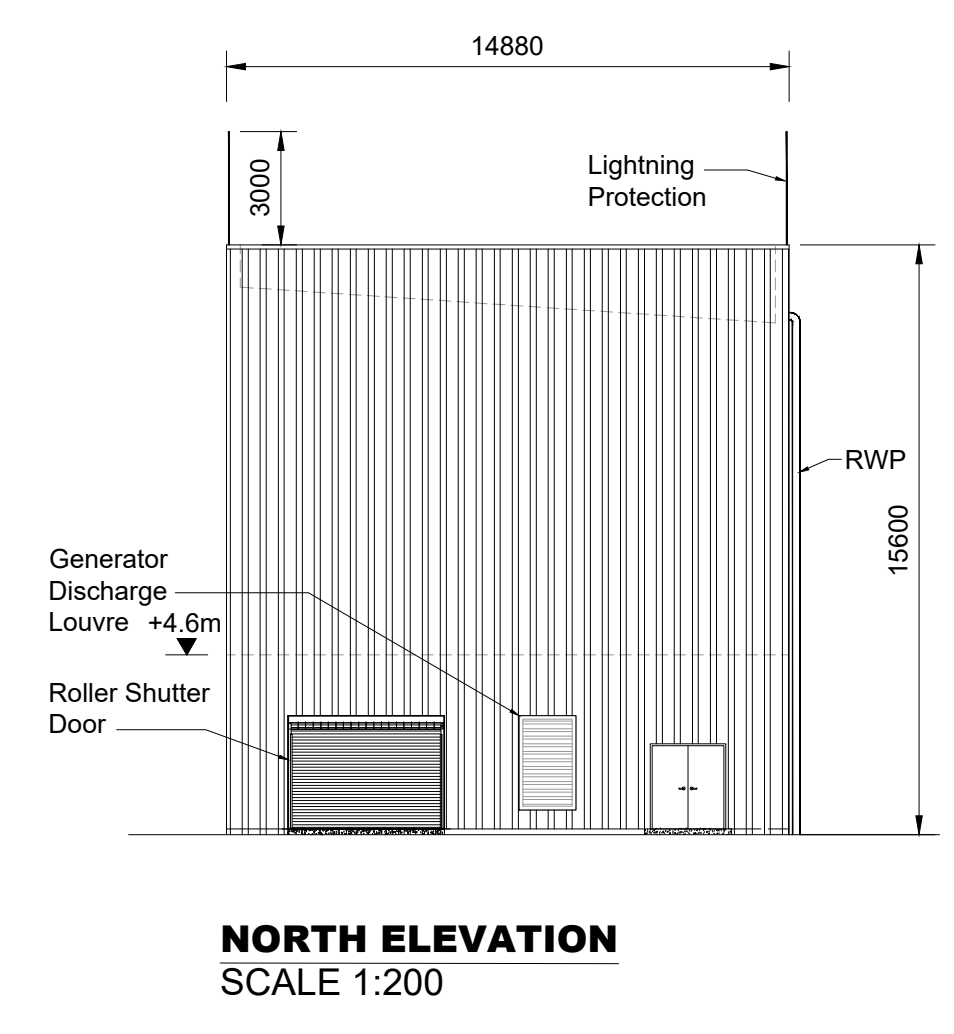 14880
3000
Lightning
Protection
RWP
15600
Generator
Discharge
Louvre
+4.6m
Roller Shutter
Door
NORTH ELEVATION
SCALE 1:200